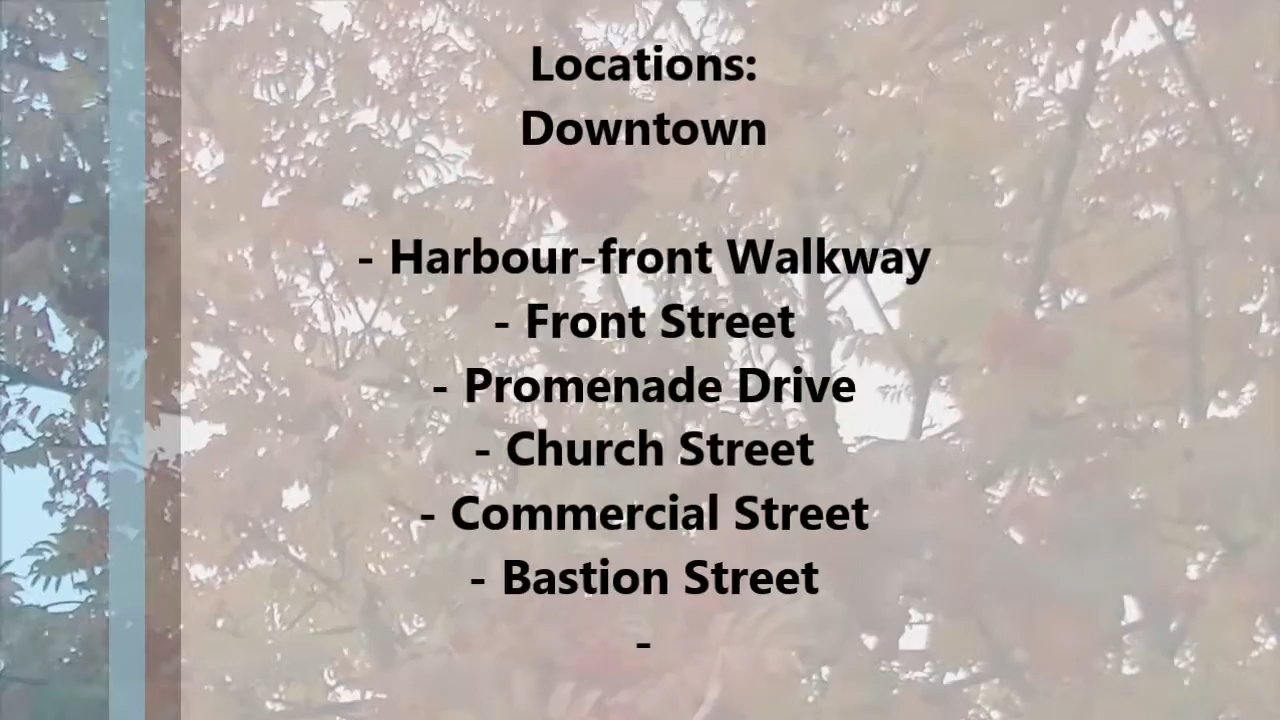 Locations:
Downtown
- Harbour-front Walkway
- Front Street
- Promenade Drive
- Church Street
- Commercial Street
- Bastion Street
-